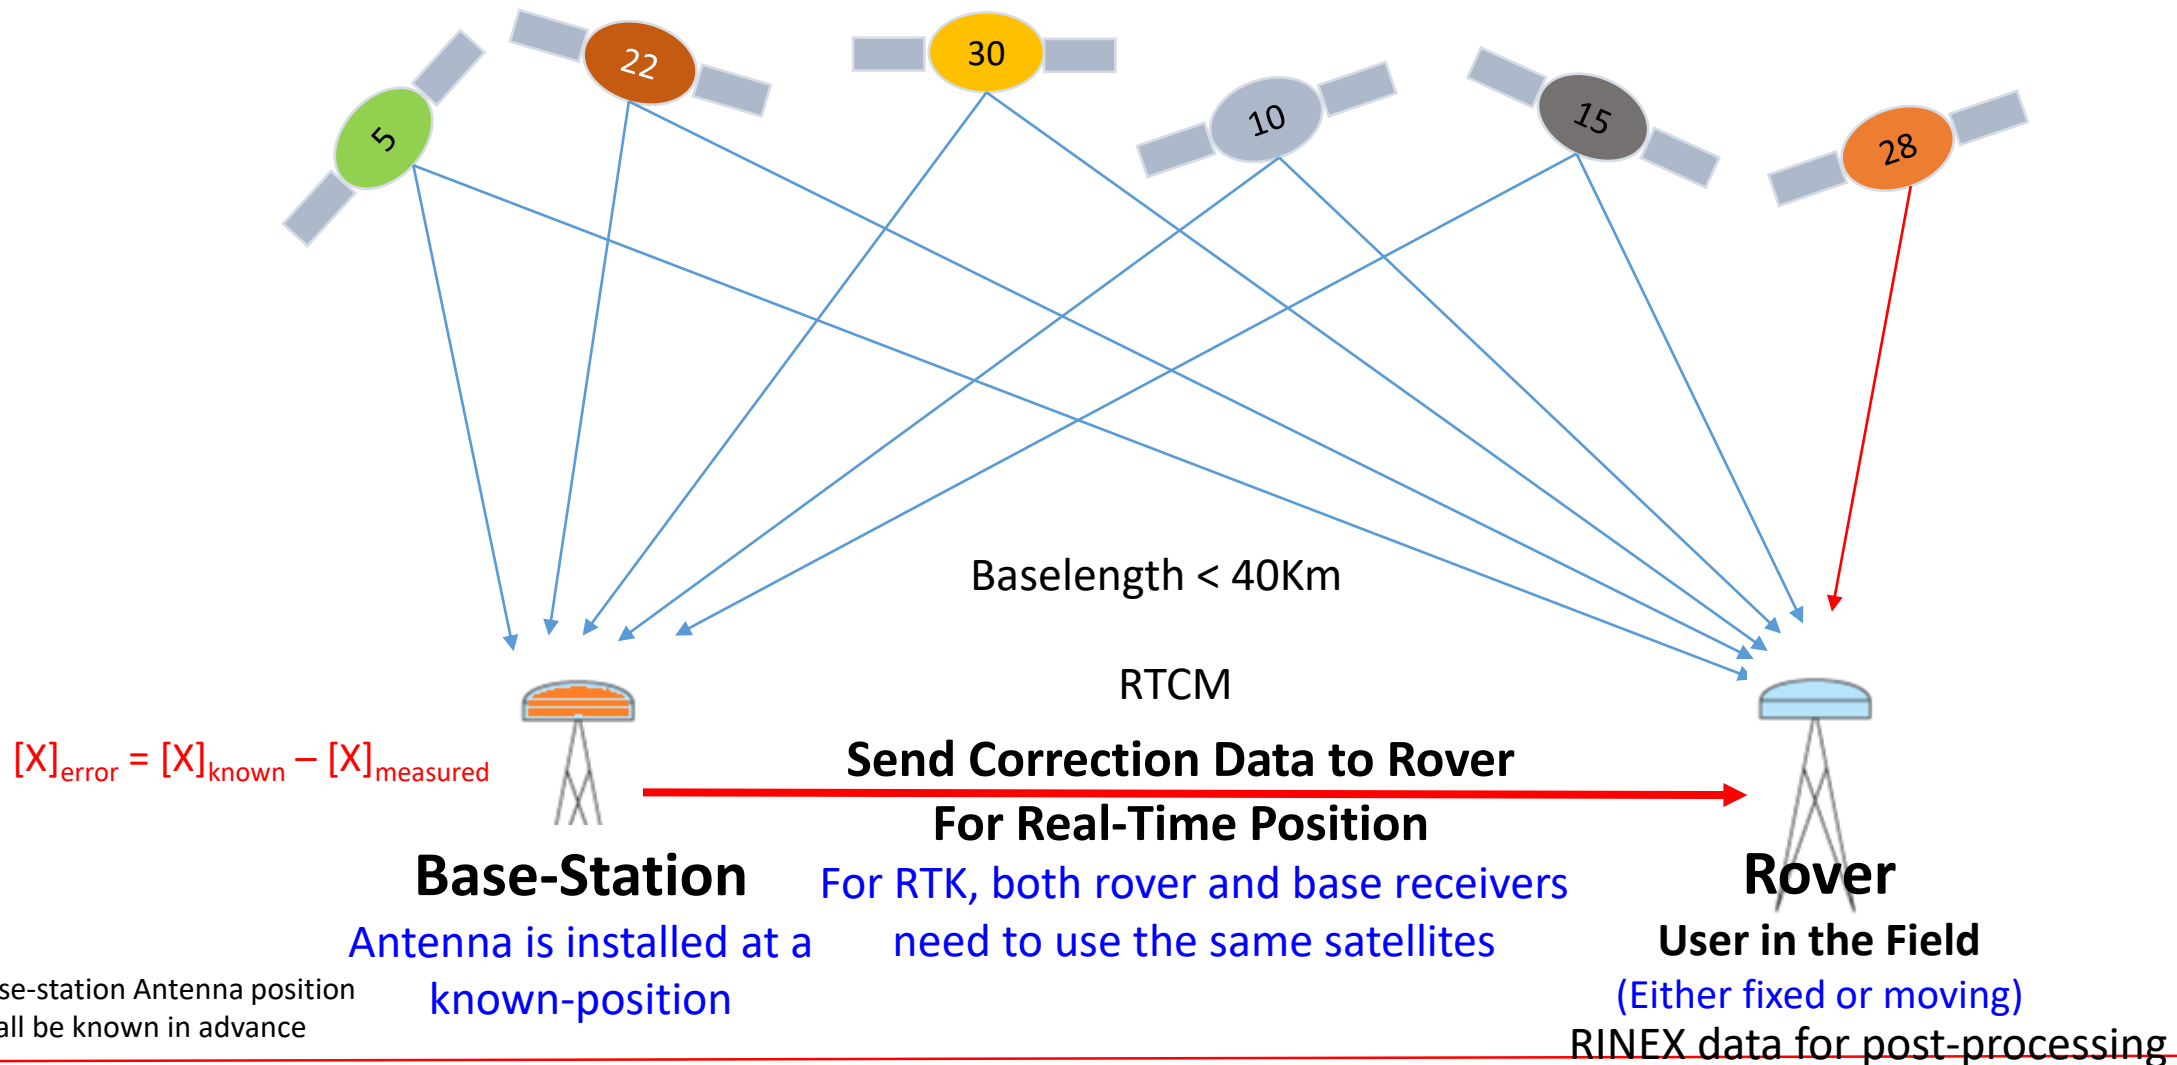 5
22
30
10
15
28
Baselength < 40Km
RTCM
[X]error = [X]known – [X]measured
Send Correction Data to Rover
For Real-Time Position
Base-Station
Antenna is installed at a
known-position
For RTK, both rover and base receivers
need to use the same satellites
Rover
User in the Field
(Either fixed or moving)
RINEX data for post-processing
se-station Antenna position
all be known in advance